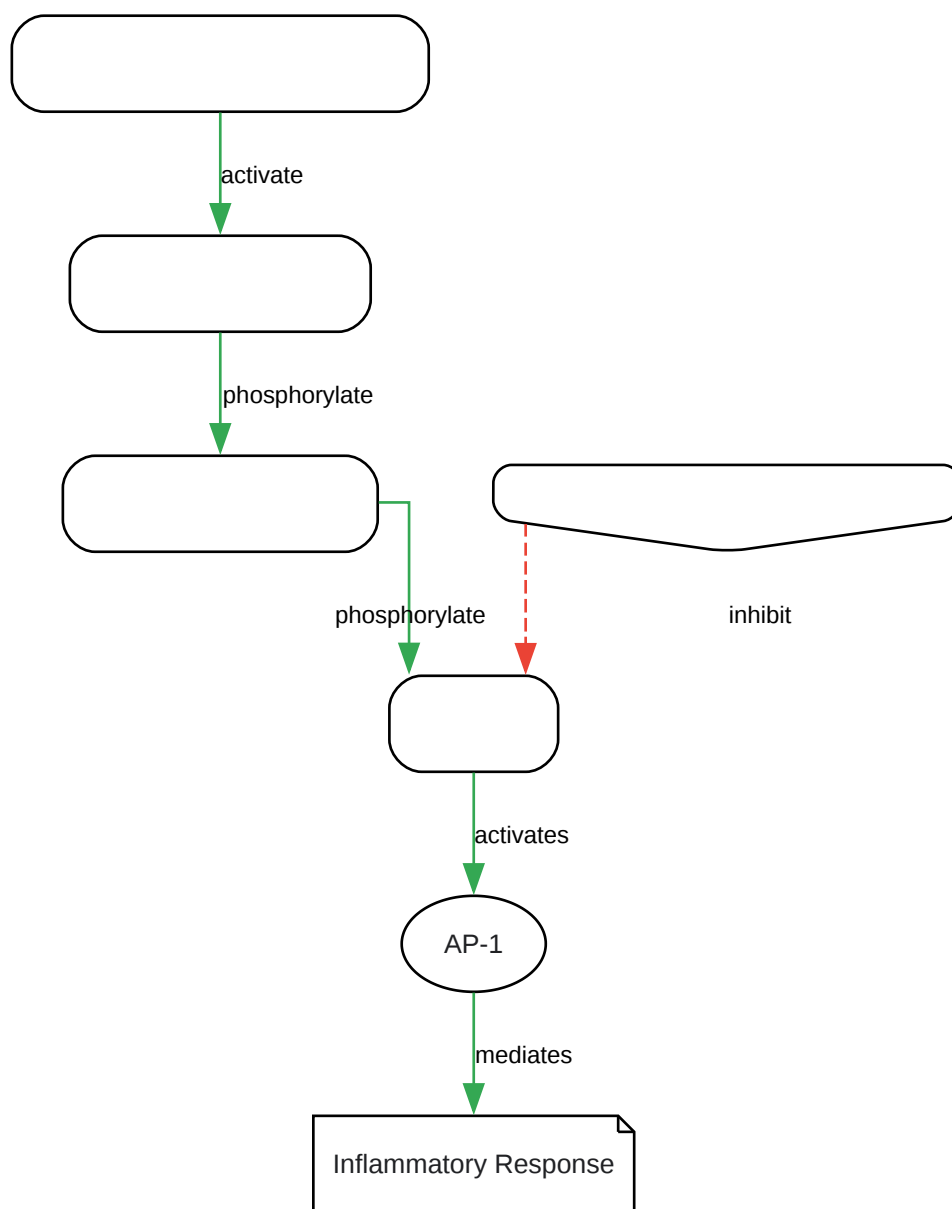 activate
phosphorylate
phosphorylate
inhibit
activates
AP-1
mediates
Inflammatory Response